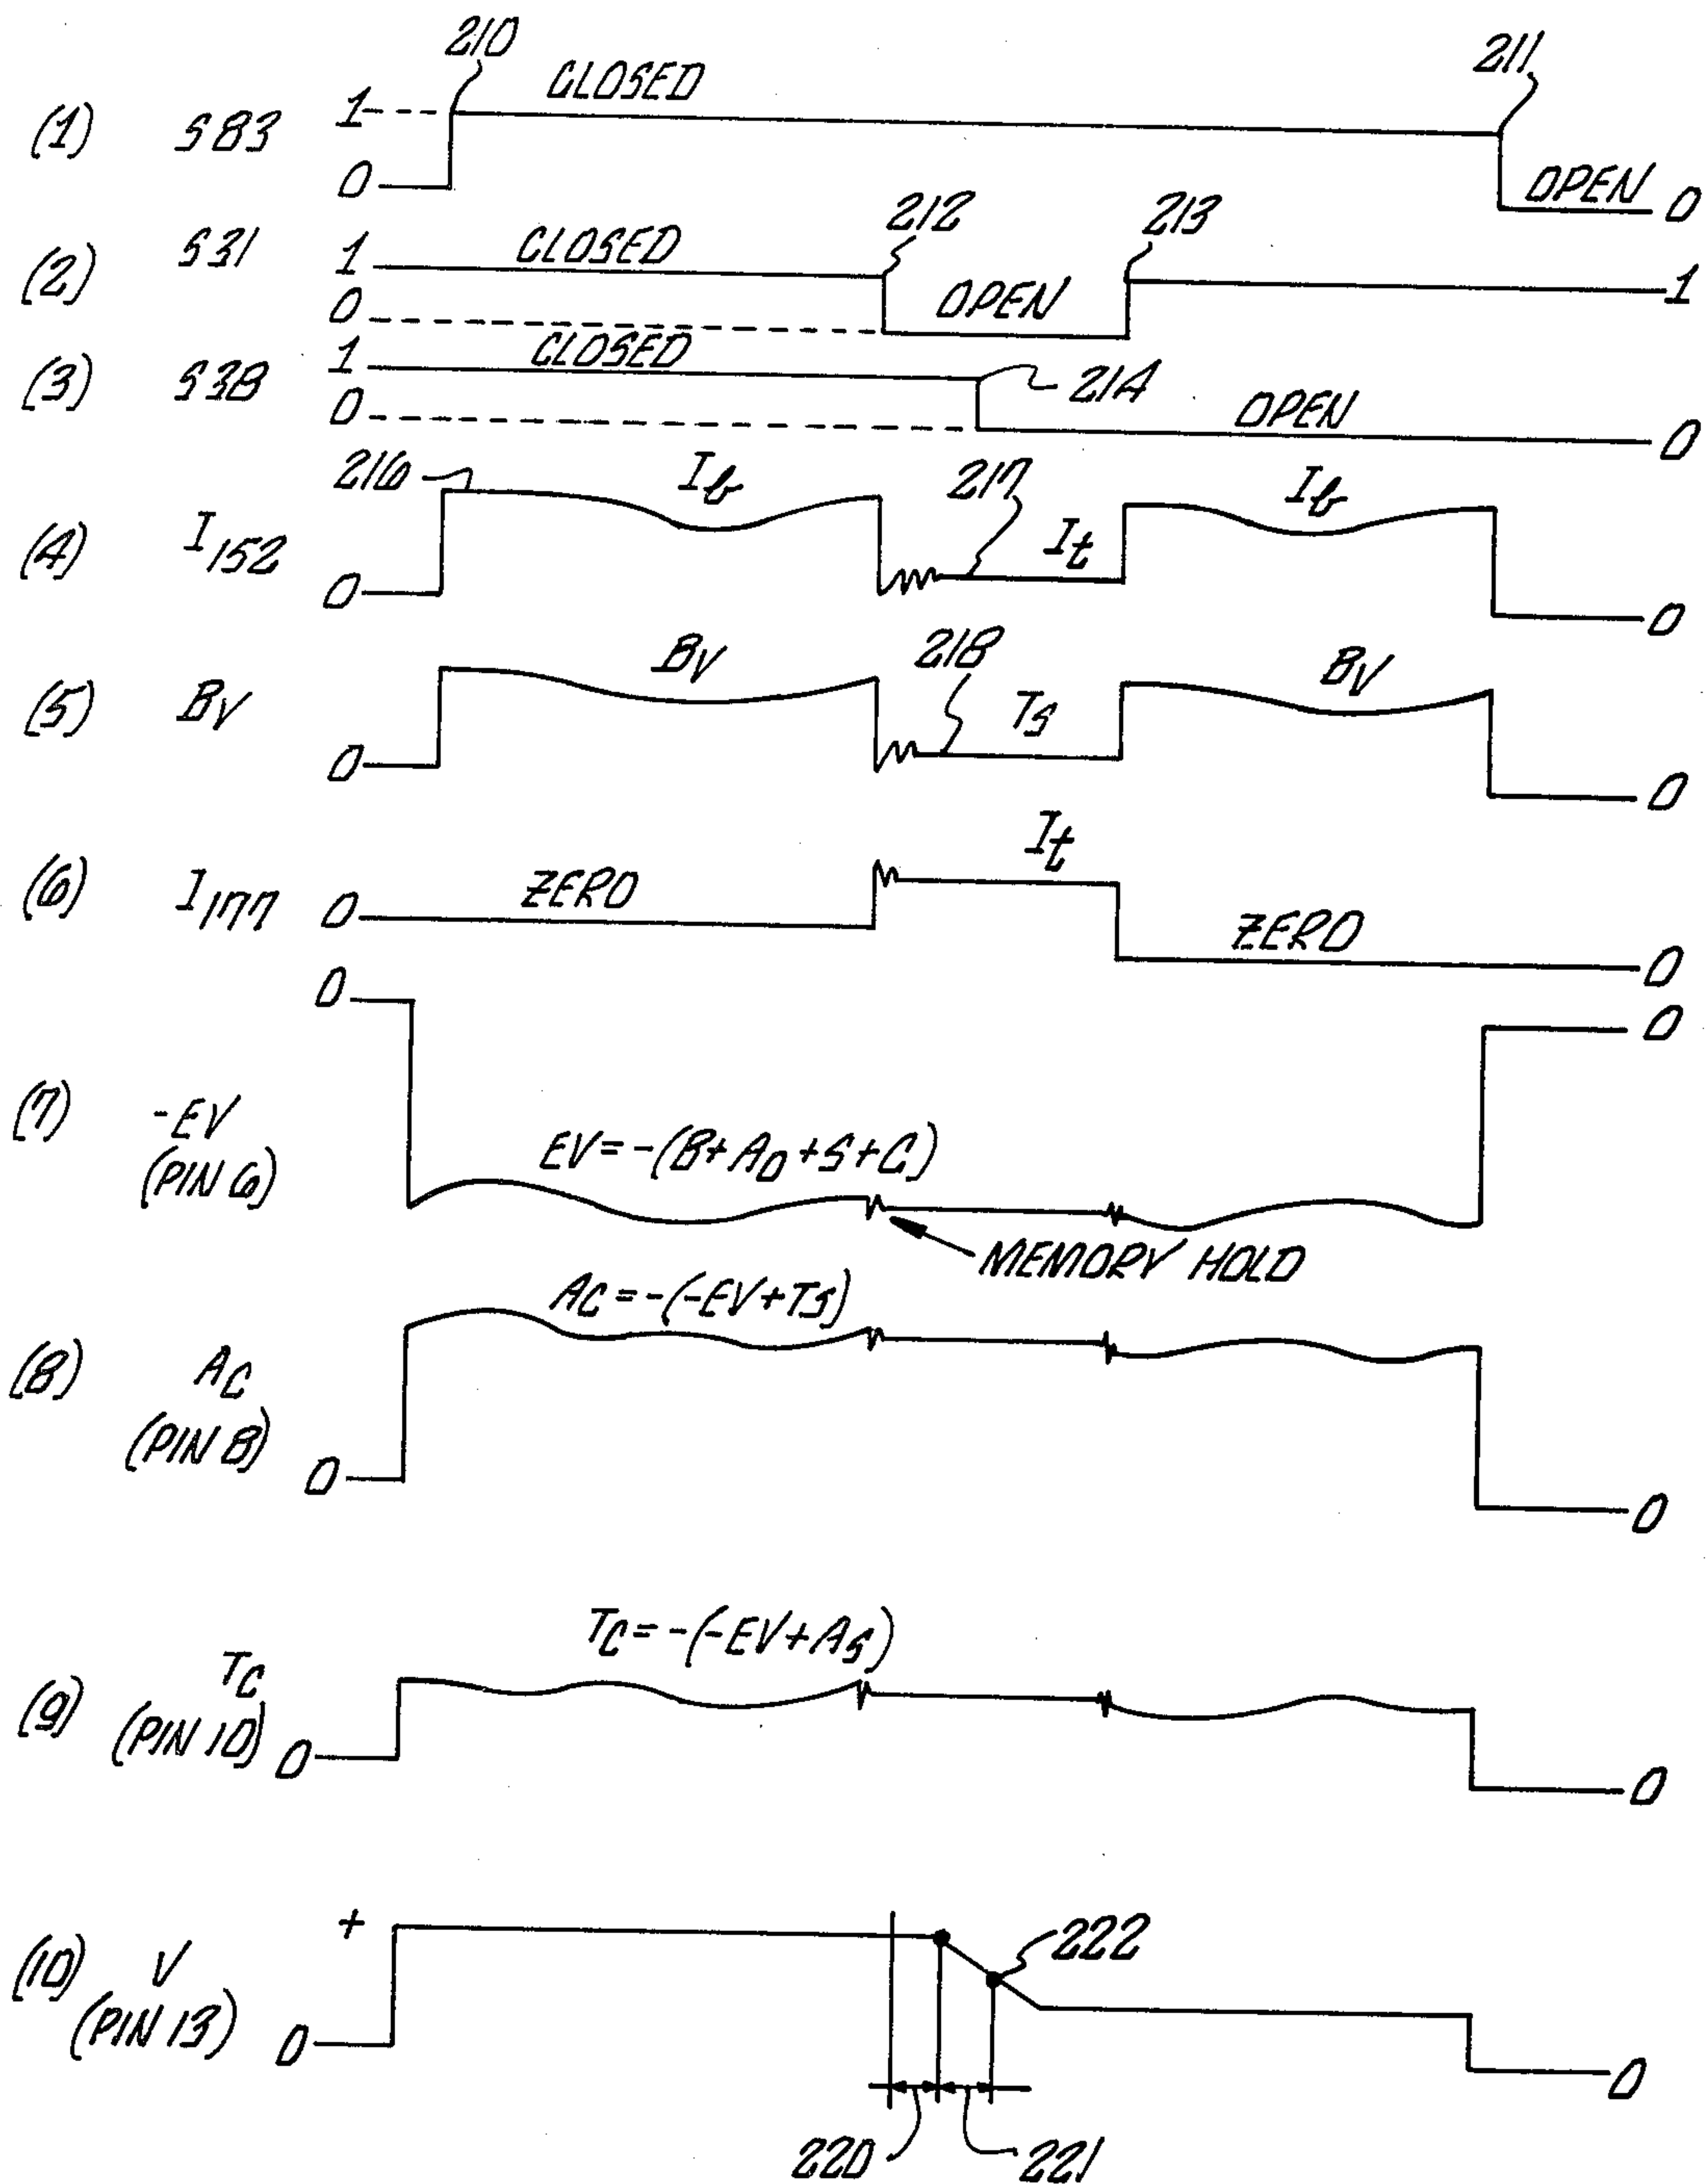 210
211
(1) S83 1 CLOSED
0 OPEN 0
212 213
(2) S31 1 CLOSED 1
0 OPEN
(3) S38 1 CLOSED
0 214 OPEN 0
216 Ib 217 It Ib
(4) I152 0 0
(5) BV BV 218 TS BV
0 0
(6) I177 0 ZERO It ZERO 0
0 0
(7) -EV
(PIN 6)
EV=-(B+AO+S+C)
MEMORY HOLD
(8) AC
(PIN 8)
AC=-(-EV+TS)
0 0
(9) TC
(PIN 10)
TC=-(-EV+AS)
0 0
(10) V
(PIN 13)
+ 222
0 0
220 221